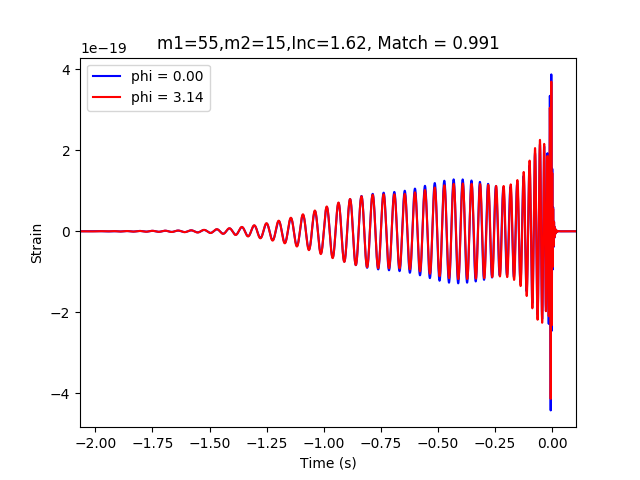 m1=55,m2=15,Inc=1.62, Match = 0.991
1e−19
phi = 0.00
phi = 3.14
4
2
0
−2
−4
Strain
−2.00
−1.75
−1.50
−1.25
−1.00
−0.75
−0.50
−0.25
0.00
Time (s)